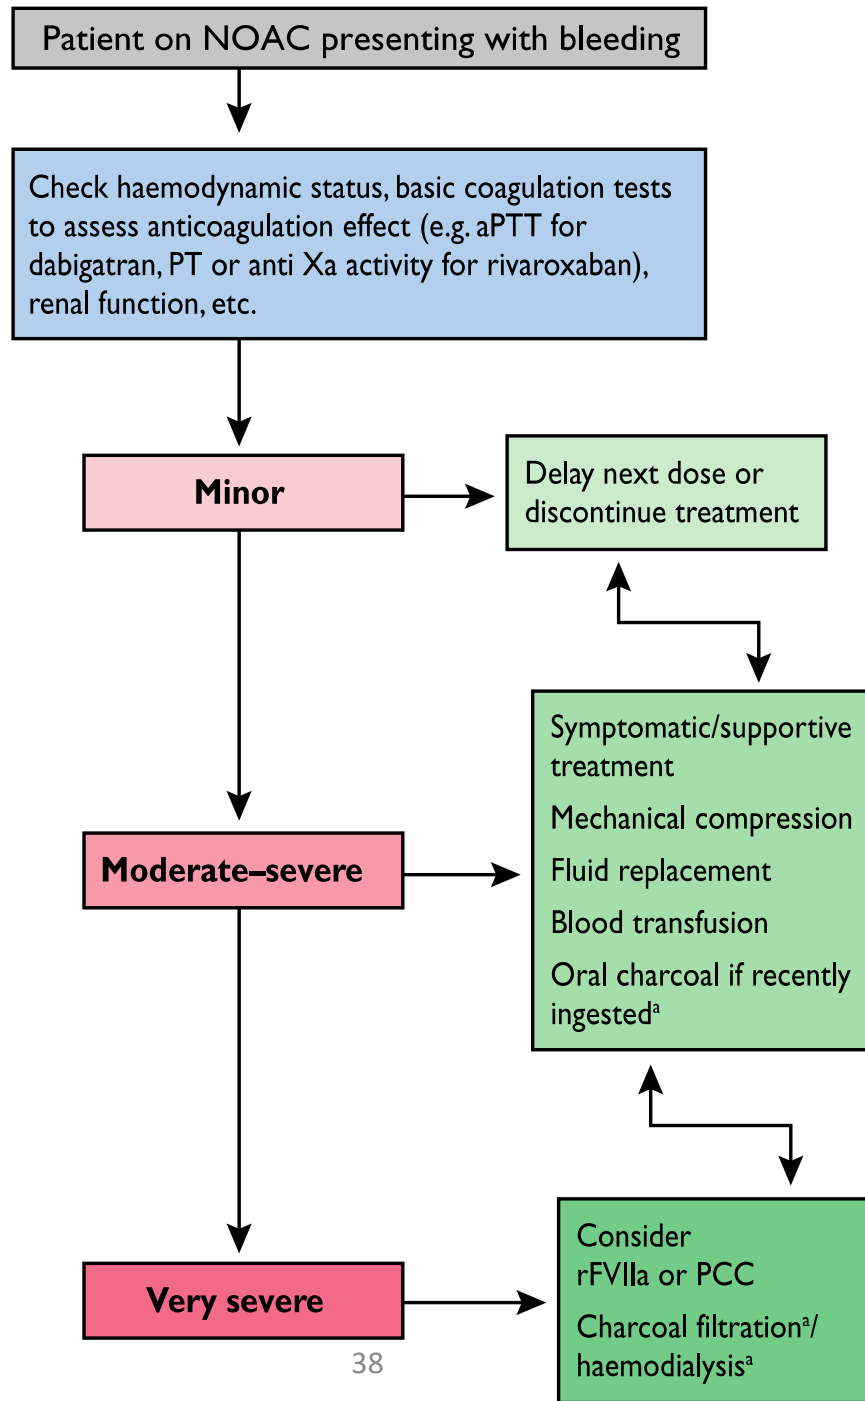 Patient on NOAC presenting with bleeding
Check haemodynamic status, basic coagulation tests
to assess anticoagulation effect (e.g. aPTT for
dabigatran, PT or anti Xa activity for rivaroxaban),
renal function, etc.
Minor
Delay next dose or
discontinue treatment
Moderate–severe
Symptomatic/supportive
treatment
Mechanical compression
Fluid replacement
Blood transfusion
Oral charcoal if recently
ingestedᵃ
Very severe
Consider
rFVIIa or PCC
Charcoal filtrationᵃ/
haemodialysisᵃ
38